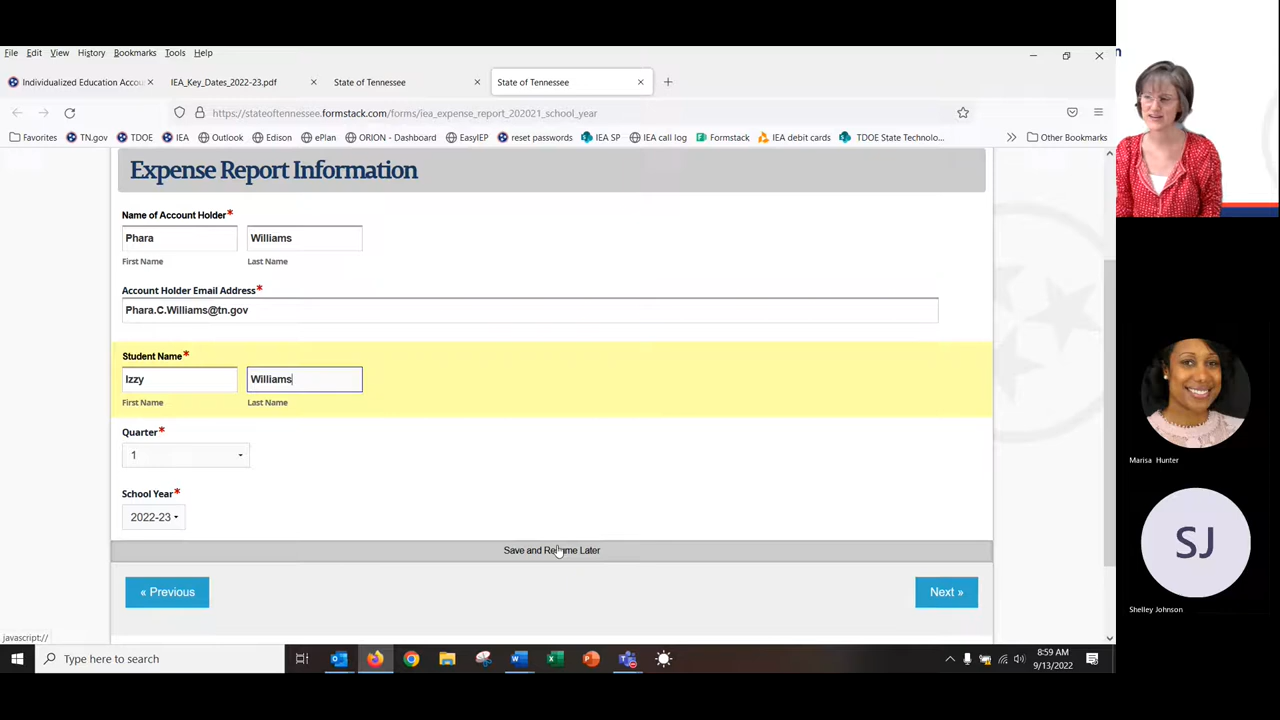 File Edit View History Bookmarks Tools Help
Individualized Education Accou
IEA_Key_Dates_2022-23.pdf
State of Tennessee
State of Tennessee
https://stateoftennessee.formstack.com/forms/iea_expense_report_202021_school_year
Favorites TN.gov TDOE IEA Outlook Edison ePlan ORION - Dashboard EasyIEP reset passwords IEA SP IEA call log Formstack IEA debit cards TDOE State Technolo... Other Bookmarks
Expense Report Information
Name of Account Holder*
Phara Williams
First Name Last Name
Account Holder Email Address*
Phara.C.Williams@tn.gov
Student Name*
Izzy Williams
First Name Last Name
Quarter*
1
School Year*
2022-23
Save and Resume Later
« Previous Next »
javascript://
Type here to search
8:59 AM
9/13/2022
Marisa Hunter
SJ
Shelley Johnson